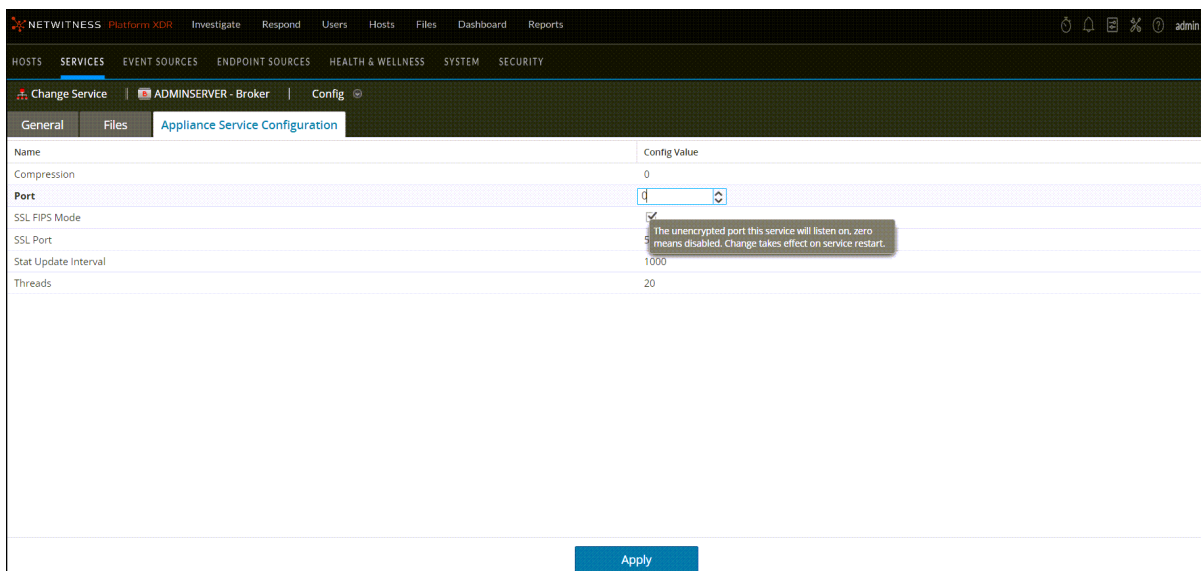 NETWITNESS Platform XDR Investigate Respond Users Hosts Files Dashboard Reports admin
HOSTS SERVICES EVENT SOURCES ENDPOINT SOURCES HEALTH & WELLNESS SYSTEM SECURITY
Change Service | ADMINSERVER - Broker | Config
General Files Appliance Service Configuration
Name Config Value
Compression 0
Port 0
SSL FIPS Mode
SSL Port 5
The unencrypted port this service will listen on, zero
means disabled. Change takes effect on service restart.
Stat Update Interval 1000
Threads 20
Apply